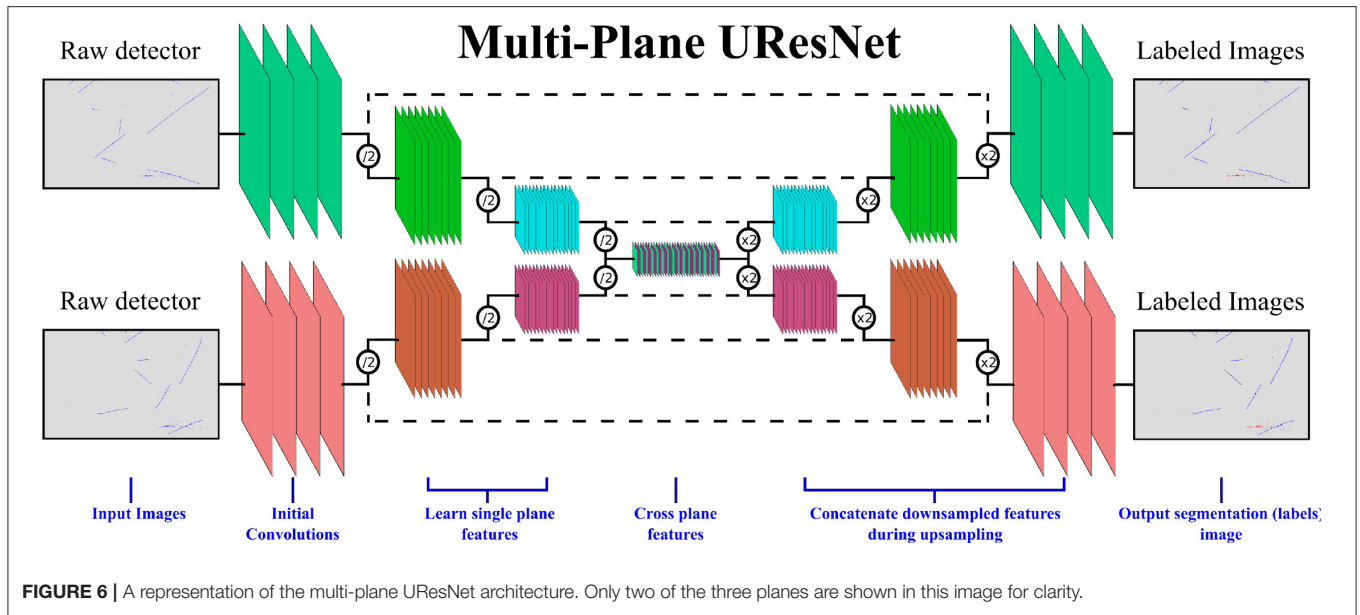 Multi-Plane UResNet
Raw detector
Labeled Images
/2
x2
/2
x2
/2
x2
/2
x2
Raw detector
Labeled Images
/2
x2
/2
x2
Input Images
Initial
Convolutions
Learn single plane
features
Cross plane
features
Concatenate downsampled features
during upsampling
Output segmentation (labels)
image
FIGURE 6 | A representation of the multi-plane UResNet architecture. Only two of the three planes are shown in this image for clarity.